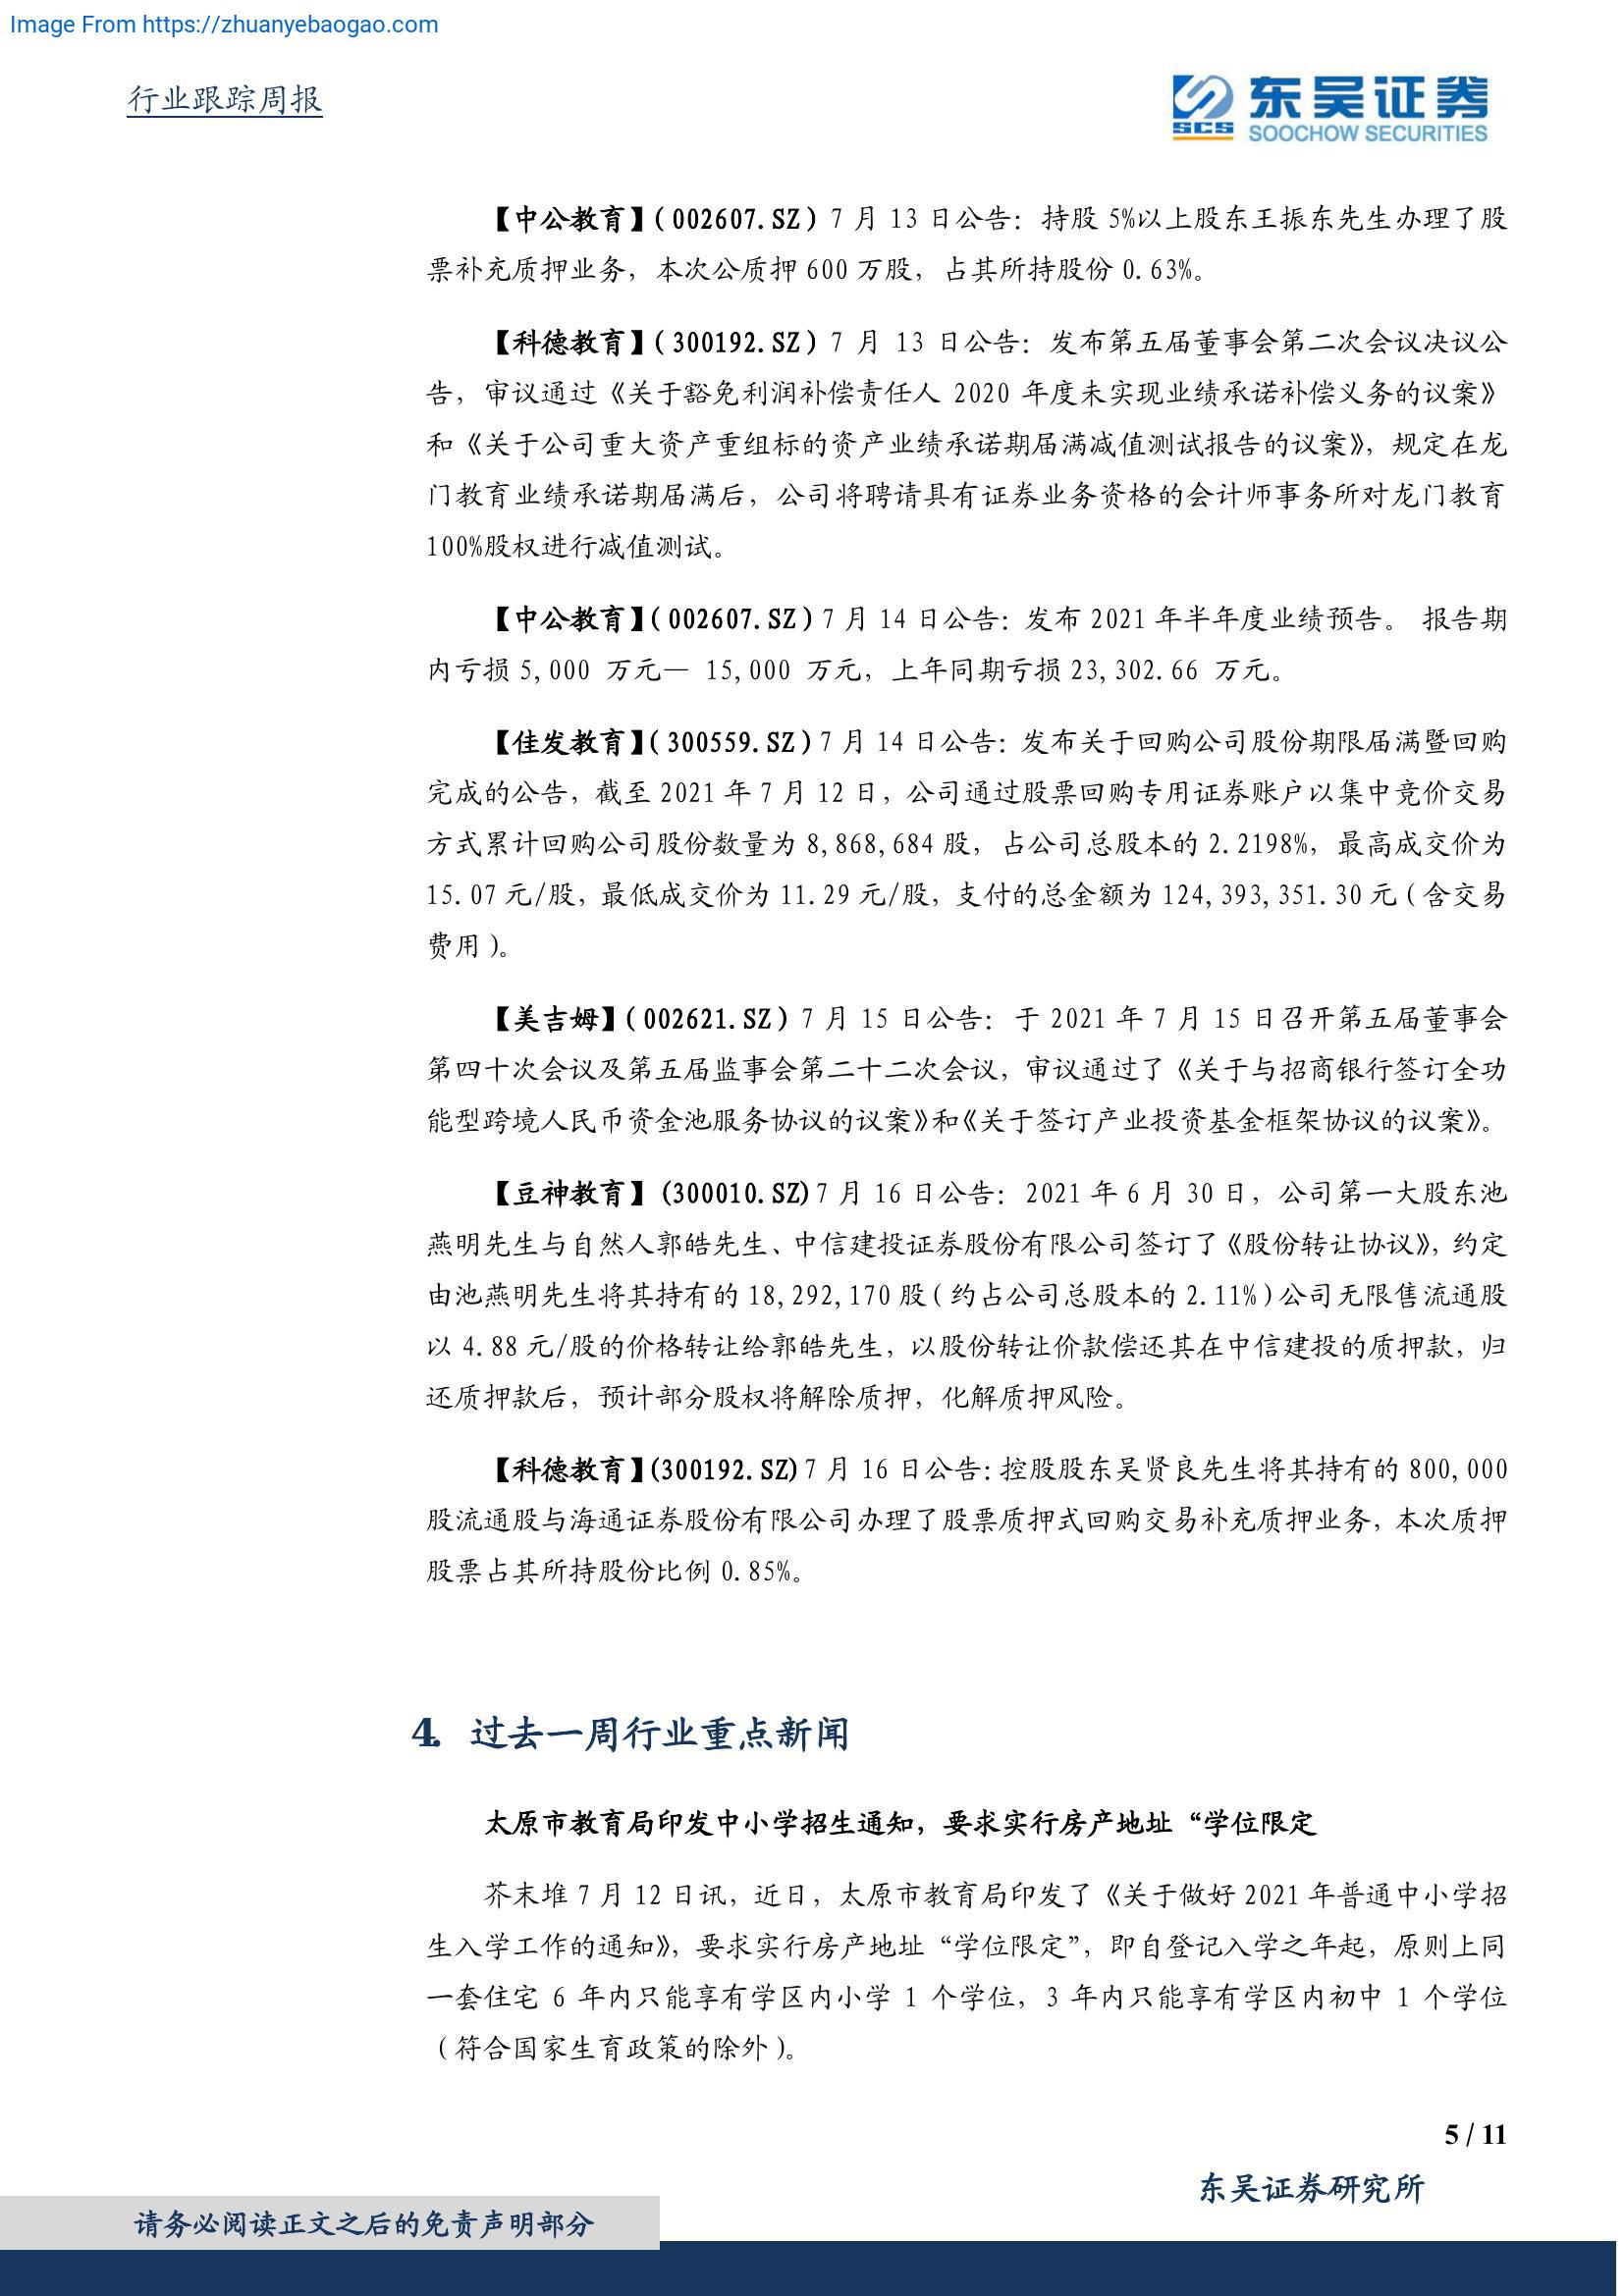 Image From https://zhuanyebaogao.com
行业跟踪周报
SCS 东吴证券
SOOCHOW SECURITIES
【中公教育】（002607.SZ）7 月 13 日公告：持股 5%以上股东王振东先生办理了股
票补充质押业务，本次公质押 600 万股，占其所持股份 0.63%。
【科德教育】（300192.SZ）7 月 13 日公告：发布第五届董事会第二次会议决议公
告，审议通过《关于豁免利润补偿责任人 2020 年度未实现业绩承诺补偿义务的议案》
和《关于公司重大资产重组标的资产业绩承诺期届满减值测试报告的议案》，规定在龙
门教育业绩承诺期届满后，公司将聘请具有证券业务资格的会计师事务所对龙门教育
100%股权进行减值测试。
【中公教育】（002607.SZ）7 月 14 日公告：发布 2021 年半年度业绩预告。 报告期
内亏损 5,000 万元— 15,000 万元，上年同期亏损 23,302.66 万元。
【佳发教育】（300559.SZ）7 月 14 日公告：发布关于回购公司股份期限届满暨回购
完成的公告，截至 2021 年 7 月 12 日，公司通过股票回购专用证券账户以集中竞价交易
方式累计回购公司股份数量为 8,868,684 股，占公司总股本的 2.2198%，最高成交价为
15.07 元/股，最低成交价为 11.29 元/股，支付的总金额为 124,393,351.30 元（含交易
费用）。
【美吉姆】（002621.SZ）7 月 15 日公告：于 2021 年 7 月 15 日召开第五届董事会
第四十次会议及第五届监事会第二十二次会议，审议通过了《关于与招商银行签订全功
能型跨境人民币资金池服务协议的议案》和《关于签订产业投资基金框架协议的议案》。
【豆神教育】(300010.SZ)7 月 16 日公告：2021 年 6 月 30 日，公司第一大股东池
燕明先生与自然人郭皓先生、中信建投证券股份有限公司签订了《股份转让协议》，约定
由池燕明先生将其持有的 18,292,170 股（约占公司总股本的 2.11%）公司无限售流通股
以 4.88 元/股的价格转让给郭皓先生，以股份转让价款偿还其在中信建投的质押款，归
还质押款后，预计部分股权将解除质押，化解质押风险。
【科德教育】(300192.SZ)7 月 16 日公告：控股股东吴贤良先生将其持有的 800,000
股流通股与海通证券股份有限公司办理了股票质押式回购交易补充质押业务，本次质押
股票占其所持股份比例 0.85%。
4. 过去一周行业重点新闻
太原市教育局印发中小学招生通知，要求实行房产地址“学位限定
芥末堆 7 月 12 日讯，近日，太原市教育局印发了《关于做好 2021 年普通中小学招
生入学工作的通知》，要求实行房产地址“学位限定”，即自登记入学之年起，原则上同
一套住宅 6 年内只能享有学区内小学 1 个学位，3 年内只能享有学区内初中 1 个学位
（符合国家生育政策的除外）。
5 / 11
东吴证券研究所
请务必阅读正文之后的免责声明部分